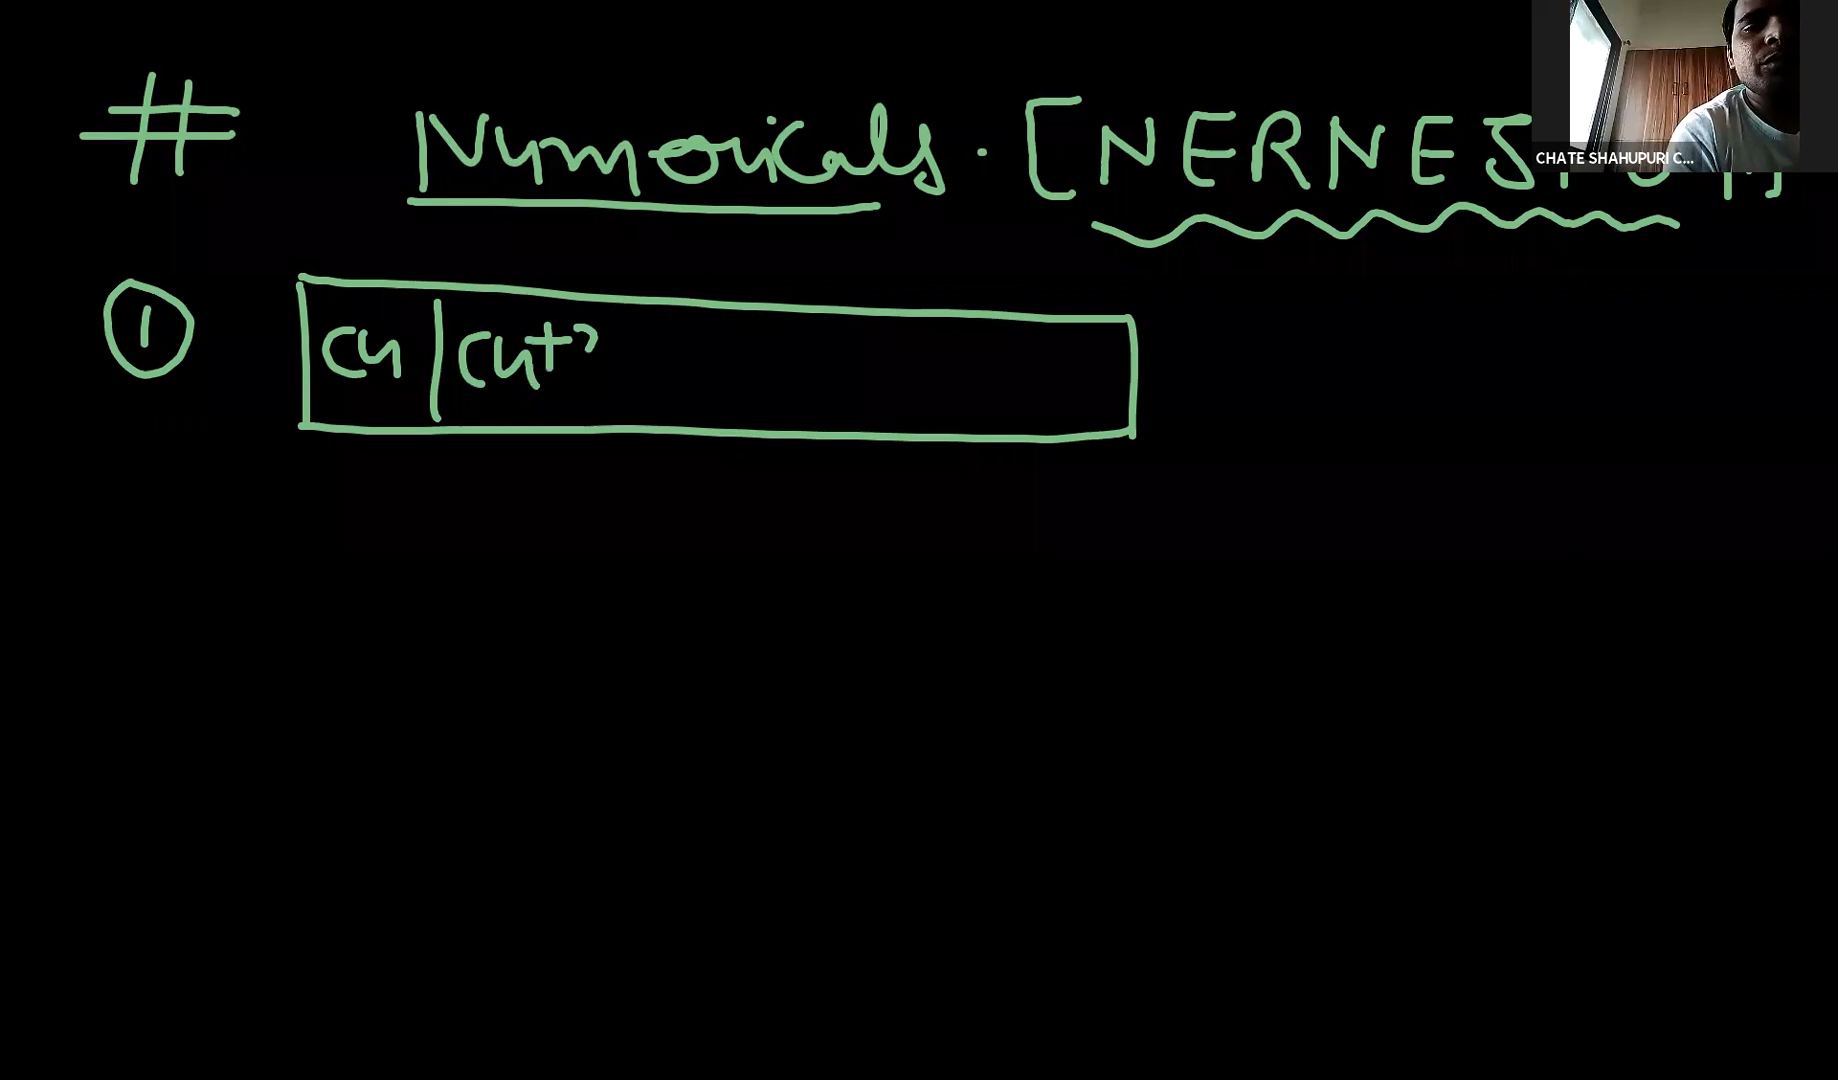 # Numericals. [NERNEST
CHATE SHAHUPURI C...
① Cu | Cu+2